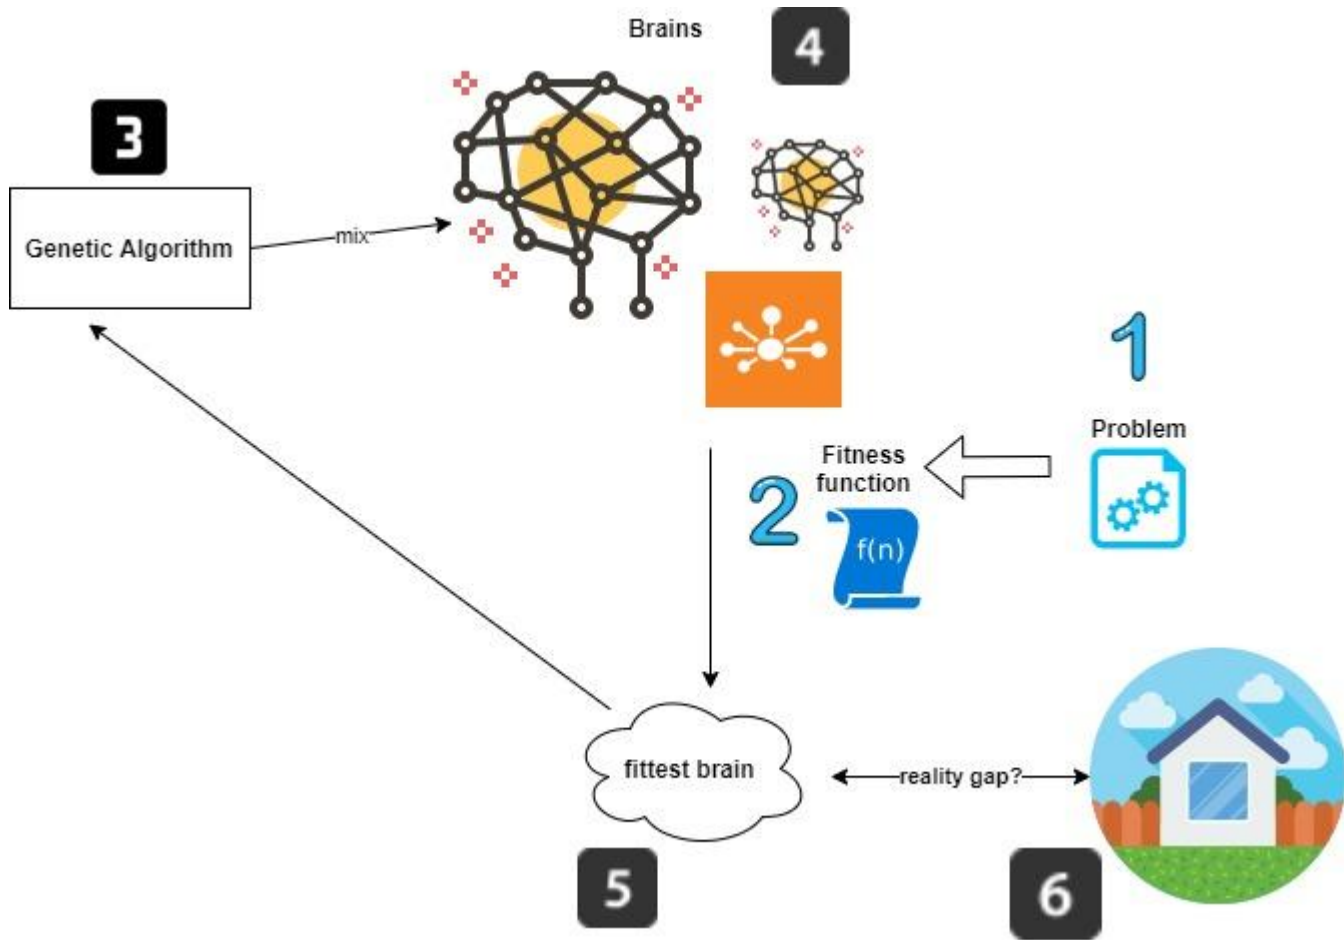 Brains
4
3
Genetic Algorithm
mix
1
Problem
Fitness
function
2
f(n)
fittest brain
reality gap?
5
6